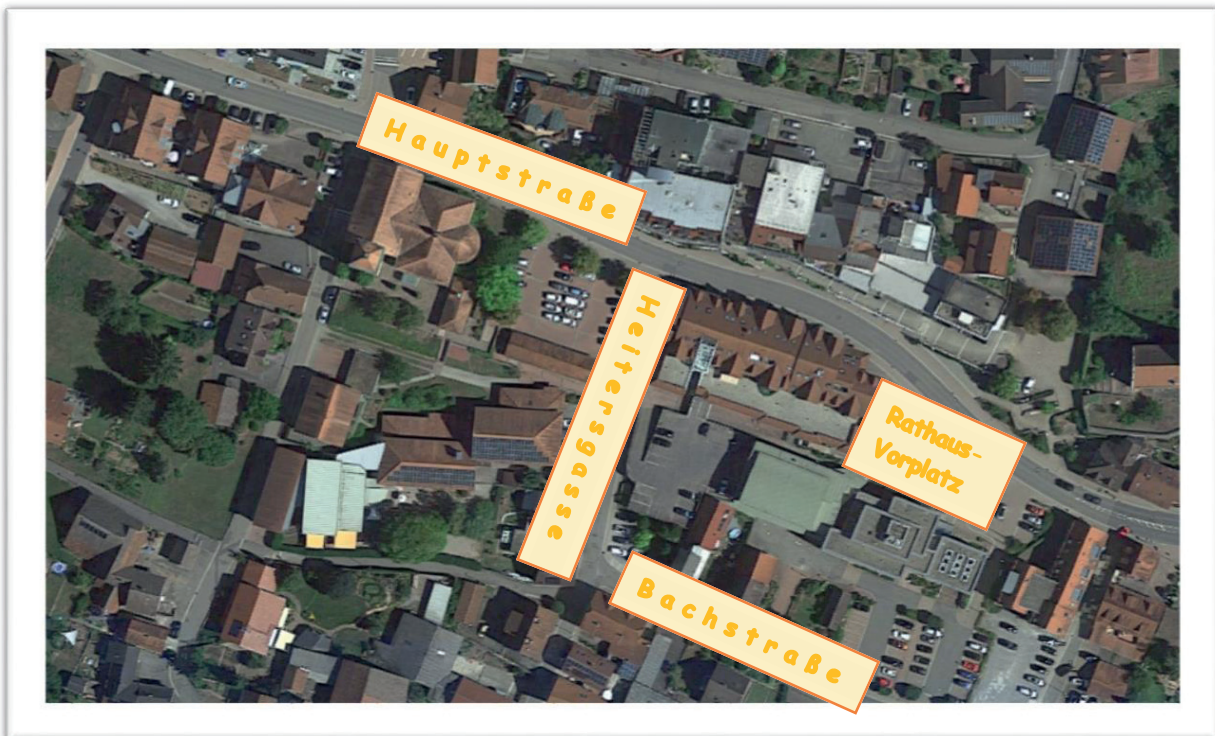 Hauptstraße
Heitersgasse
Rathaus-
Vorplatz
Bachstraße